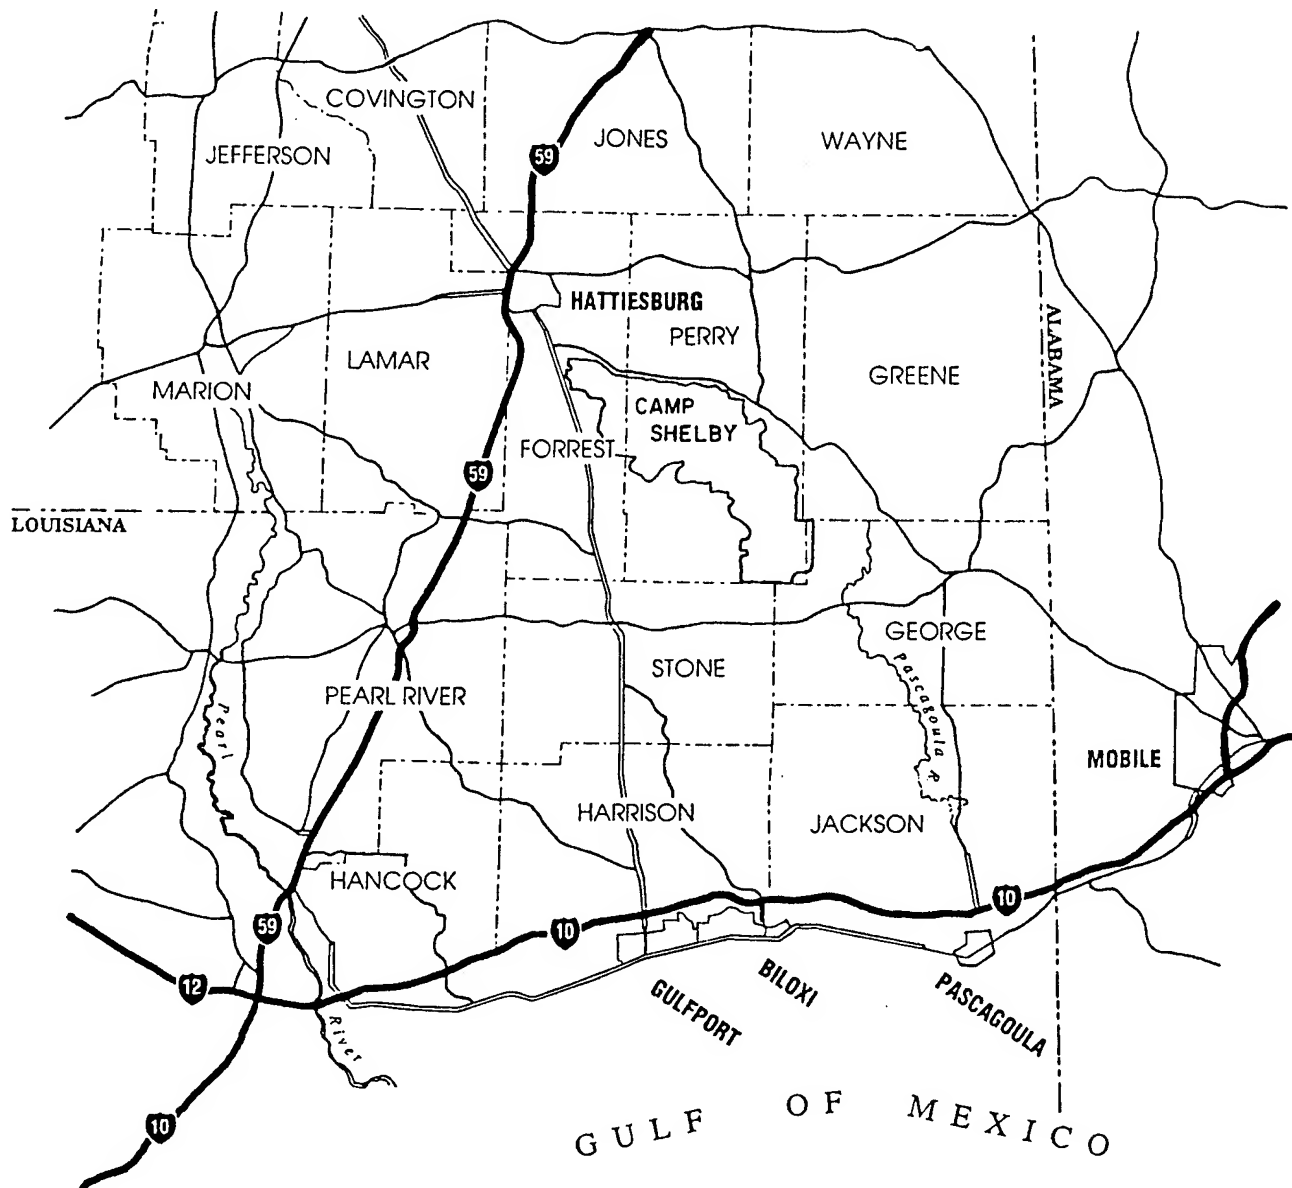 COVINGTON
JEFFERSON
59
JONES
WAYNE
HATTIESBURG
PERRY
ALABAMA
LAMAR
MARION
GREENE
CAMP
SHELBY
FORREST
59
LOUISIANA
GEORGE
STONE
PEARL RIVER
Pascagoula R
Pearl
MOBILE
HARRISON
JACKSON
HANCOCK
59
10
10
12
BILOXI
GULFPORT
PASCAGOULA
River
10
GULF OF MEXICO